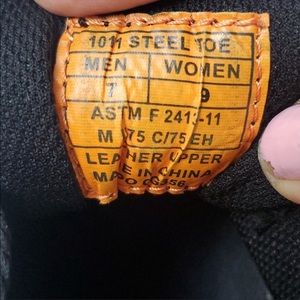 1011 STEEL TOE
MEN WOMEN
7 9
ASTM F 2413-11
M 75 C/75 EH
LEATHER UPPER
MADE IN CHINA